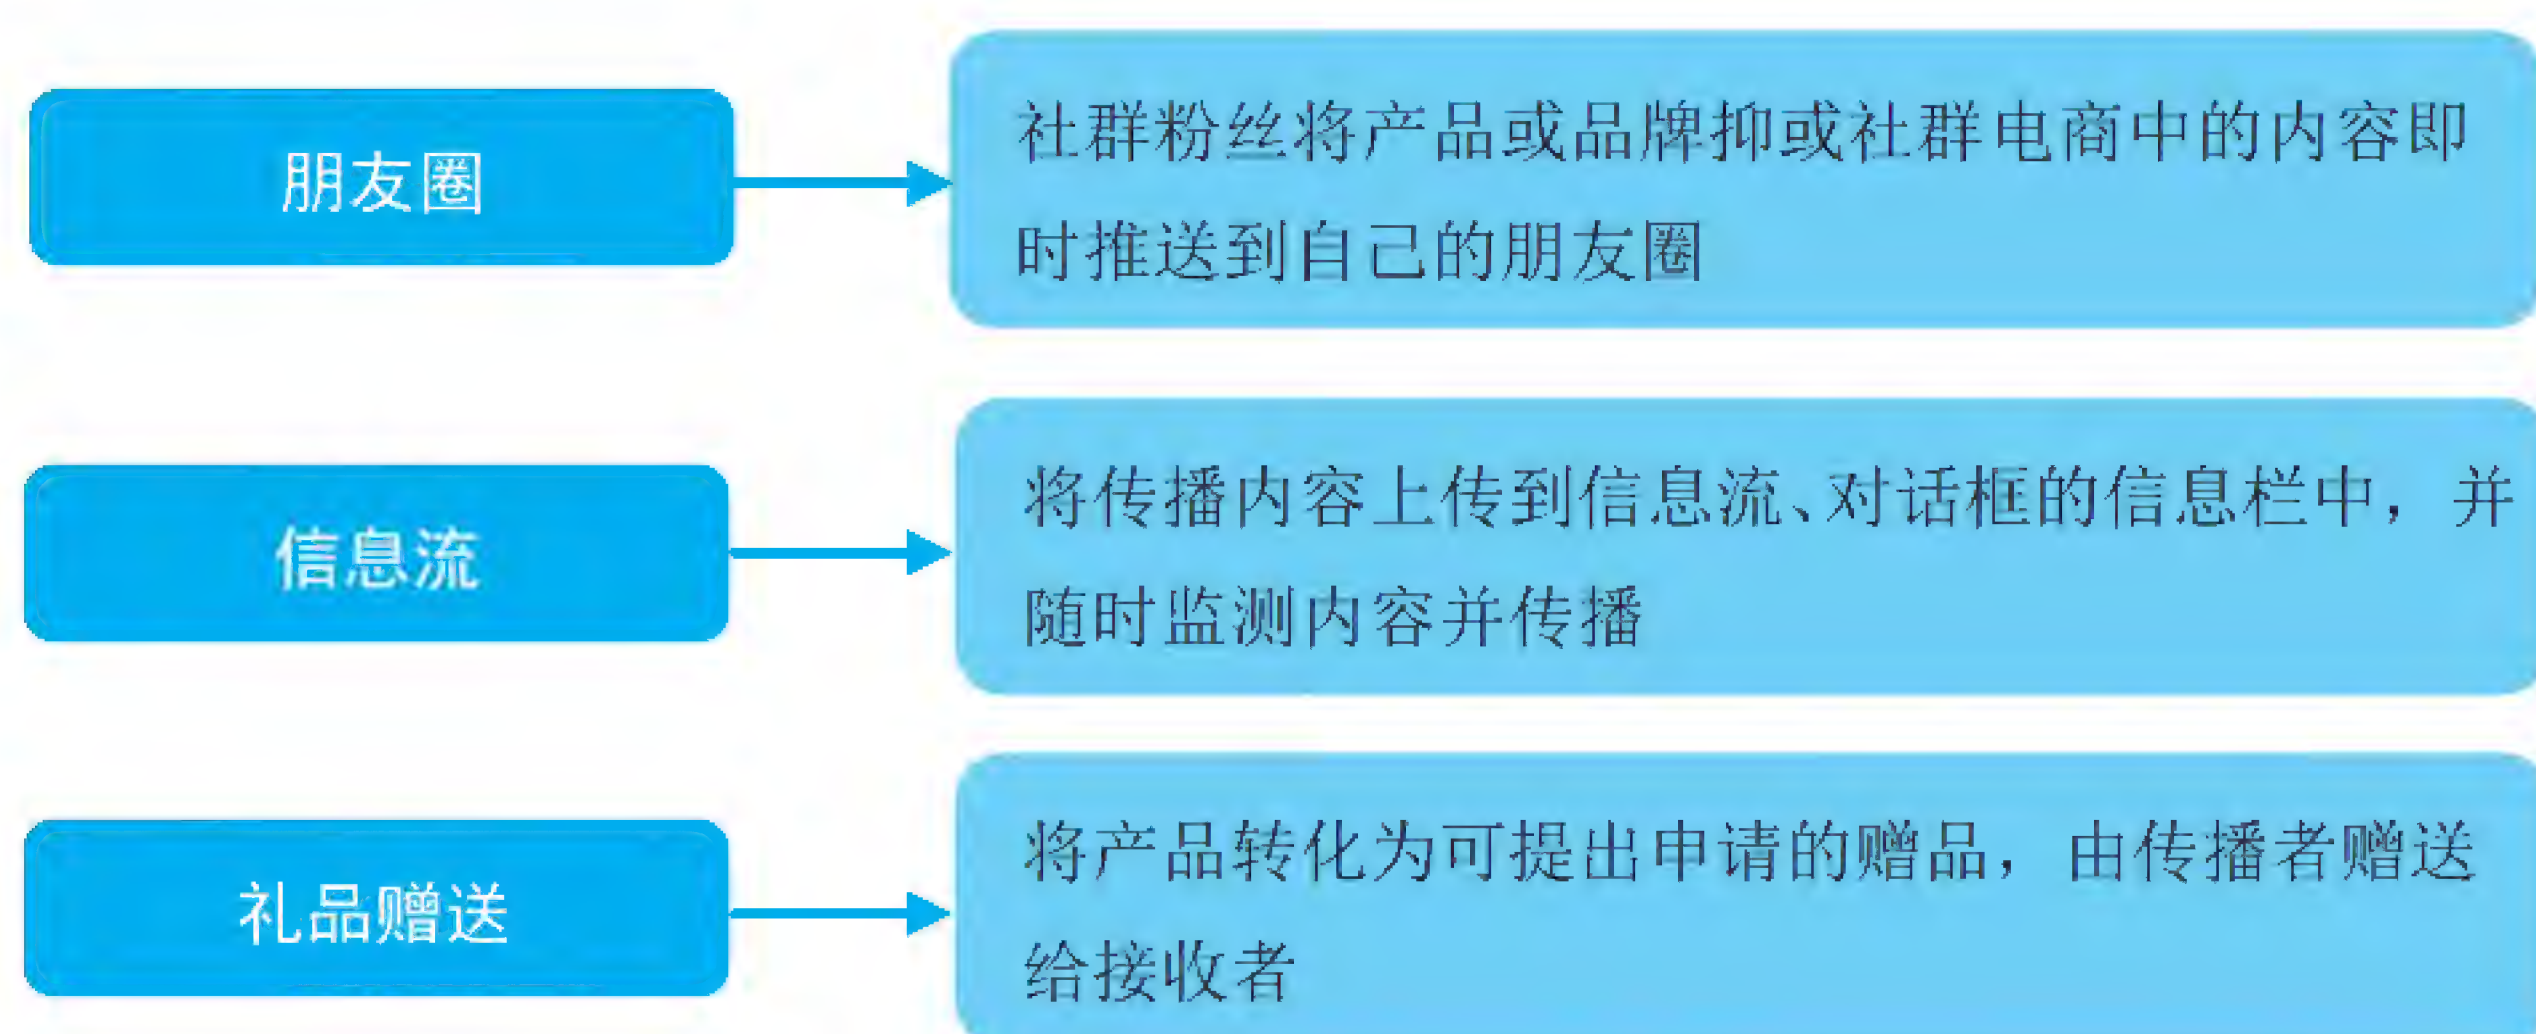 朋友圈
社群粉丝将产品或品牌抑或社群电商中的内容即
时推送到自己的朋友圈
信息流
将传播内容上传到信息流、对话框的信息栏中，并
随时监测内容并传播
礼品赠送
将产品转化为可提出申请的赠品，由传播者赠送
给接收者